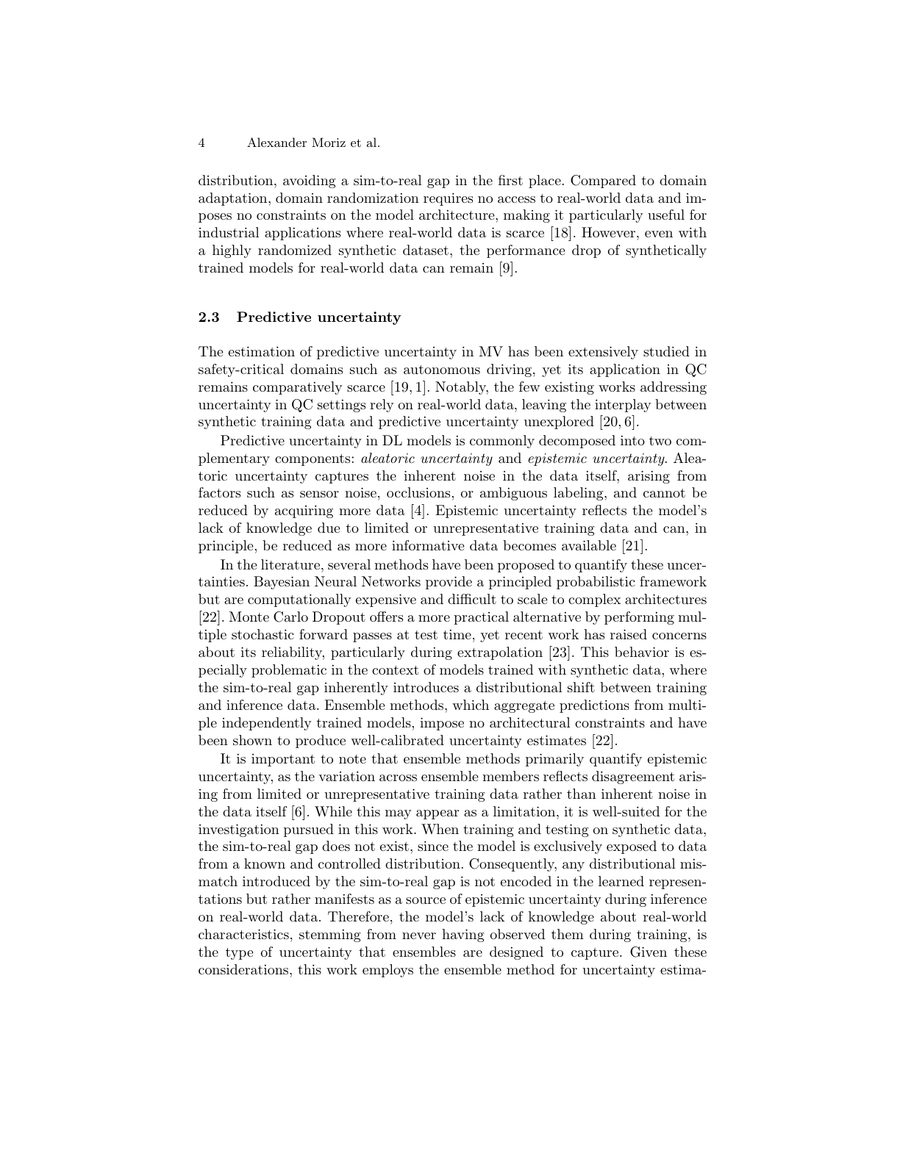 4 Alexander Moriz et al.
distribution, avoiding a sim-to-real gap in the first place. Compared to domain
adaptation, domain randomization requires no access to real-world data and im-
poses no constraints on the model architecture, making it particularly useful for
industrial applications where real-world data is scarce [18]. However, even with
a highly randomized synthetic dataset, the performance drop of synthetically
trained models for real-world data can remain [9].
2.3 Predictive uncertainty
The estimation of predictive uncertainty in MV has been extensively studied in
safety-critical domains such as autonomous driving, yet its application in QC
remains comparatively scarce [19, 1]. Notably, the few existing works addressing
uncertainty in QC settings rely on real-world data, leaving the interplay between
synthetic training data and predictive uncertainty unexplored [20, 6].
Predictive uncertainty in DL models is commonly decomposed into two com-
plementary components: aleatoric uncertainty and epistemic uncertainty. Alea-
toric uncertainty captures the inherent noise in the data itself, arising from
factors such as sensor noise, occlusions, or ambiguous labeling, and cannot be
reduced by acquiring more data [4]. Epistemic uncertainty reflects the model's
lack of knowledge due to limited or unrepresentative training data and can, in
principle, be reduced as more informative data becomes available [21].
In the literature, several methods have been proposed to quantify these uncer-
tainties. Bayesian Neural Networks provide a principled probabilistic framework
but are computationally expensive and difficult to scale to complex architectures
[22]. Monte Carlo Dropout offers a more practical alternative by performing mul-
tiple stochastic forward passes at test time, yet recent work has raised concerns
about its reliability, particularly during extrapolation [23]. This behavior is es-
pecially problematic in the context of models trained with synthetic data, where
the sim-to-real gap inherently introduces a distributional shift between training
and inference data. Ensemble methods, which aggregate predictions from multi-
ple independently trained models, impose no architectural constraints and have
been shown to produce well-calibrated uncertainty estimates [22].
It is important to note that ensemble methods primarily quantify epistemic
uncertainty, as the variation across ensemble members reflects disagreement aris-
ing from limited or unrepresentative training data rather than inherent noise in
the data itself [6]. While this may appear as a limitation, it is well-suited for the
investigation pursued in this work. When training and testing on synthetic data,
the sim-to-real gap does not exist, since the model is exclusively exposed to data
from a known and controlled distribution. Consequently, any distributional mis-
match introduced by the sim-to-real gap is not encoded in the learned represen-
tations but rather manifests as a source of epistemic uncertainty during inference
on real-world data. Therefore, the model's lack of knowledge about real-world
characteristics, stemming from never having observed them during training, is
the type of uncertainty that ensembles are designed to capture. Given these
considerations, this work employs the ensemble method for uncertainty estima-